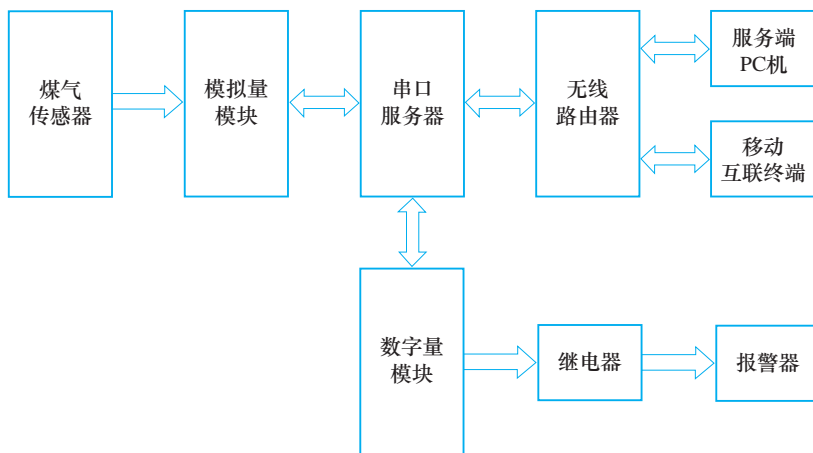 煤气
传感器
模拟量
模块
串口
服务器
无线
路由器
服务端
PC机
移动
互联终端
数字量
模块
继电器
报警器